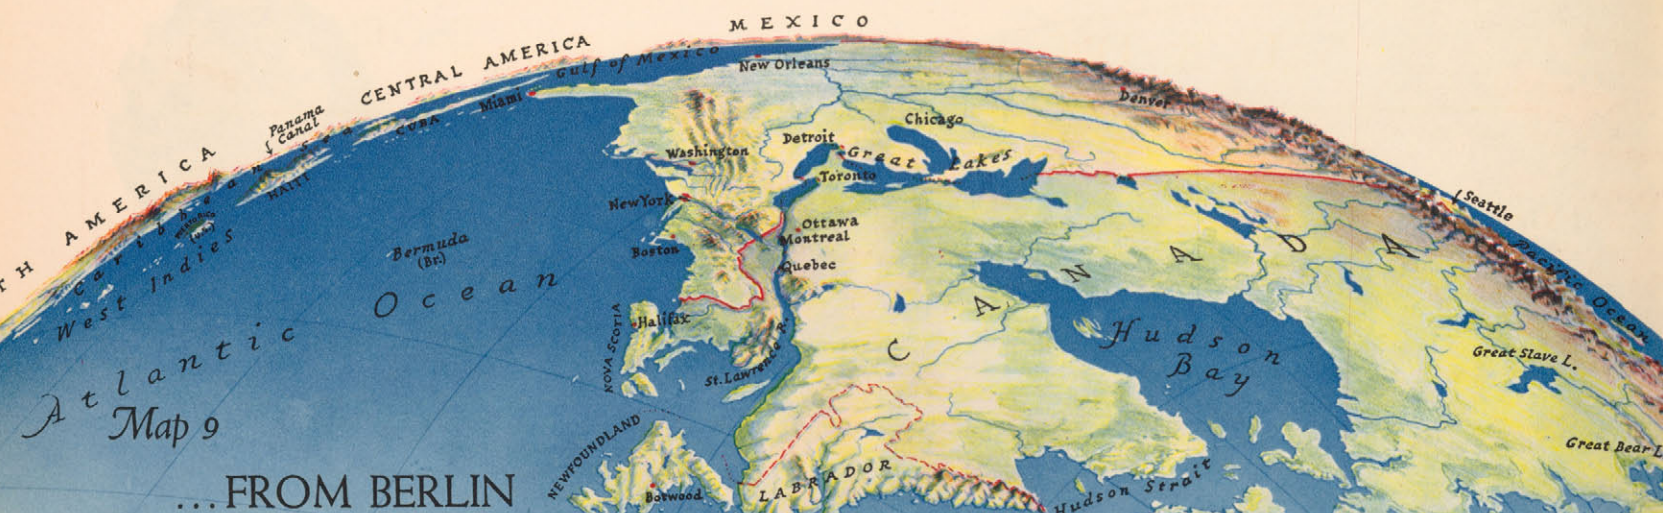 MEXICO
CENTRAL AMERICA
Gulf of Mexico
New Orleans
Miami
CUBA
Panama
Canal
TH AMERICA
HAITI
Caribbean Sea
West Indies
Denver
Chicago
Detroit
Great Lakes
Washington
Toronto
New York
Seattle
Ottawa
Montreal
Boston
Bermuda
(Br.)
Quebec
CANADA
Pacific Ocean
Atlantic Ocean
Halifax
NOVA SCOTIA
St. Lawrence R.
Hudson
Bay
Great Slave L.
Map 9
NEWFOUNDLAND
Great Bear L
LABRADOR
Botwood
Hudson Strait
...FROM BERLIN